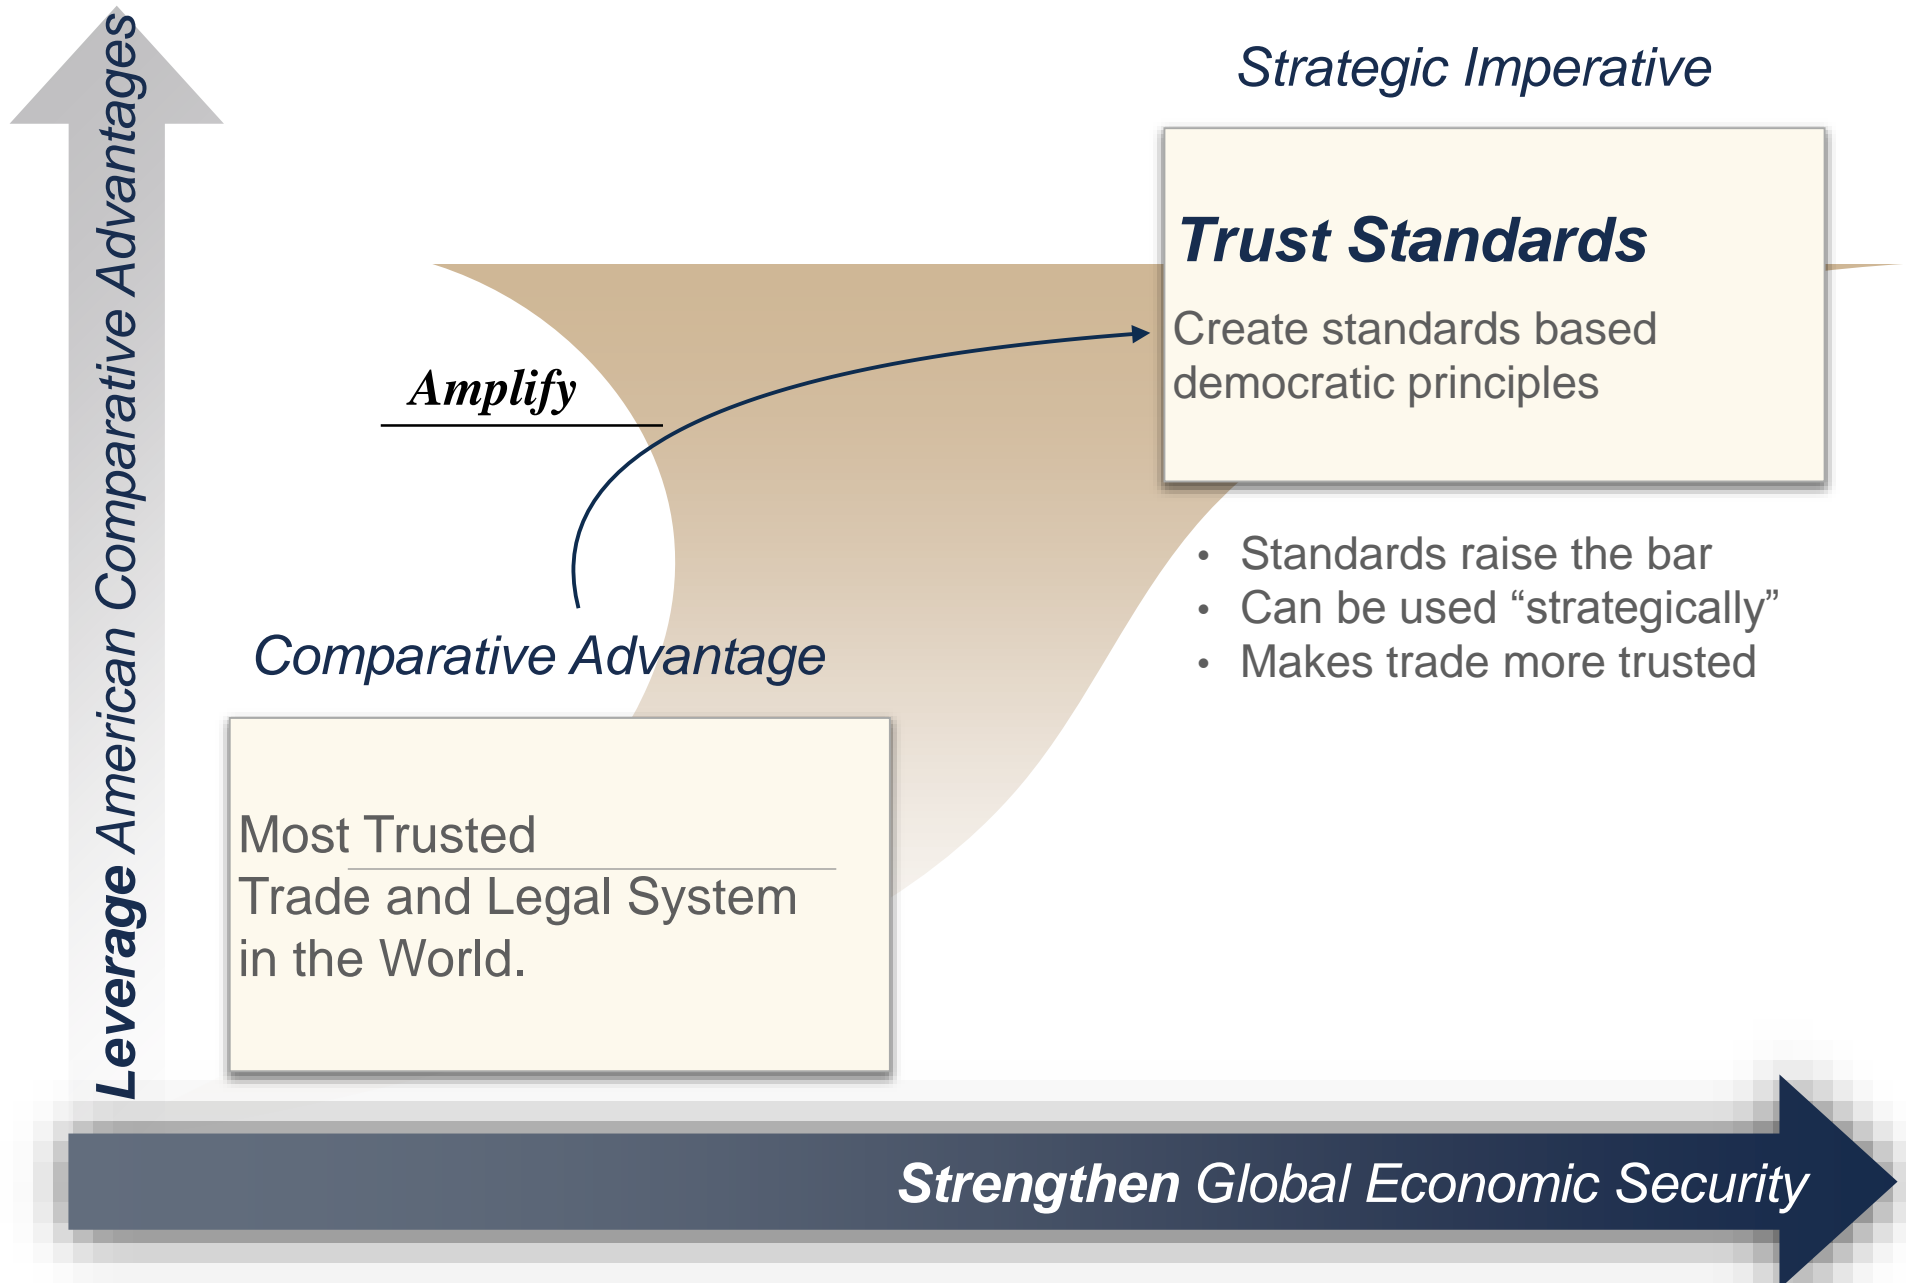 Leverage American Comparative Advantages
Strategic Imperative
Trust Standards
Create standards based
democratic principles
Amplify
• Standards raise the bar
• Can be used “strategically”
• Makes trade more trusted
Comparative Advantage
Most Trusted
Trade and Legal System
in the World.
Strengthen Global Economic Security